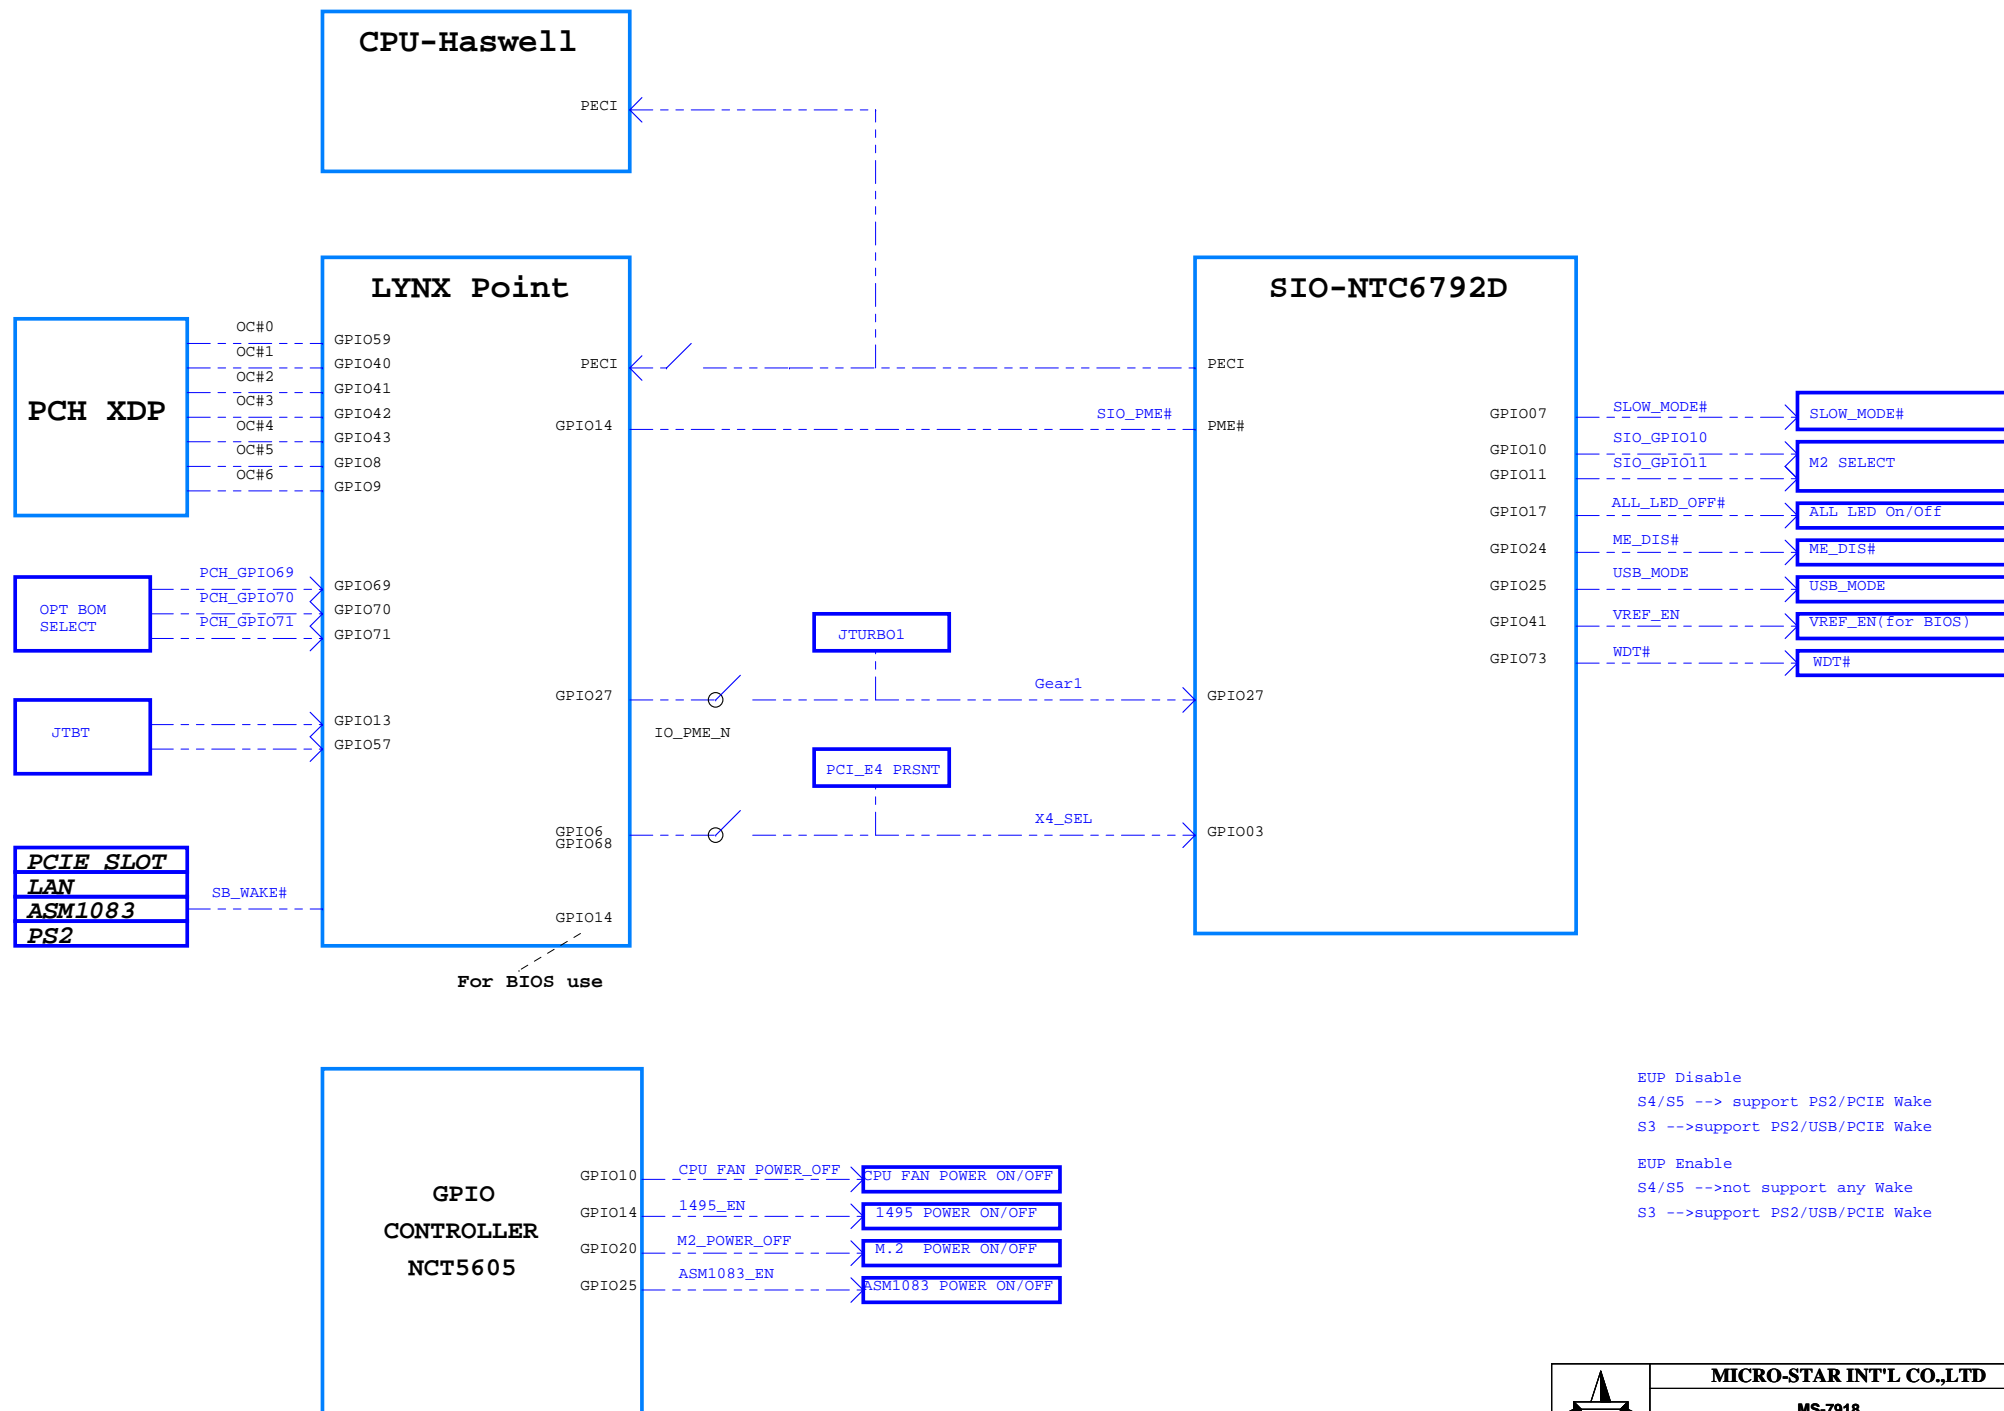 CPU-Haswell
PECI
LYNX Point
SIO-NTC6792D
PCH XDP
OC#0
OC#1
OC#2
OC#3
OC#4
OC#5
OC#6
GPIO59
GPIO40
GPIO41
GPIO42
GPIO43
GPIO8
GPIO9
PECI
GPIO14
SIO_PME#
PECI
PME#
GPIO07
GPIO10
GPIO11
GPIO17
GPIO24
GPIO25
GPIO41
GPIO73
SLOW_MODE#
SIO_GPIO10
SIO_GPIO11
ALL_LED_OFF#
ME_DIS#
USB_MODE
VREF_EN
WDT#
SLOW_MODE#
M2 SELECT
ALL LED On/Off
ME_DIS#
USB_MODE
VREF_EN(for BIOS)
WDT#
OPT BOM
SELECT
PCH_GPIO69
PCH_GPIO70
PCH_GPIO71
GPIO69
GPIO70
GPIO71
JTBT
GPIO13
GPIO57
GPIO27
IO_PME_N
JTURBO1
Gear1
GPIO27
PCI_E4 PRSNT
GPIO6
GPIO68
X4_SEL
GPIO03
PCIE SLOT
LAN
ASM1083
PS2
SB_WAKE#
GPIO14
For BIOS use
GPIO
CONTROLLER
NCT5605
GPIO10
GPIO14
GPIO20
GPIO25
CPU FAN POWER_OFF
1495_EN
M2_POWER_OFF
ASM1083_EN
CPU FAN POWER ON/OFF
1495 POWER ON/OFF
M.2 POWER ON/OFF
ASM1083 POWER ON/OFF
EUP Disable
S4/S5 --> support PS2/PCIE Wake
S3 -->support PS2/USB/PCIE Wake
EUP Enable
S4/S5 -->not support any Wake
S3 -->support PS2/USB/PCIE Wake
MICRO-STAR INT'L CO.,LTD
MS-7918